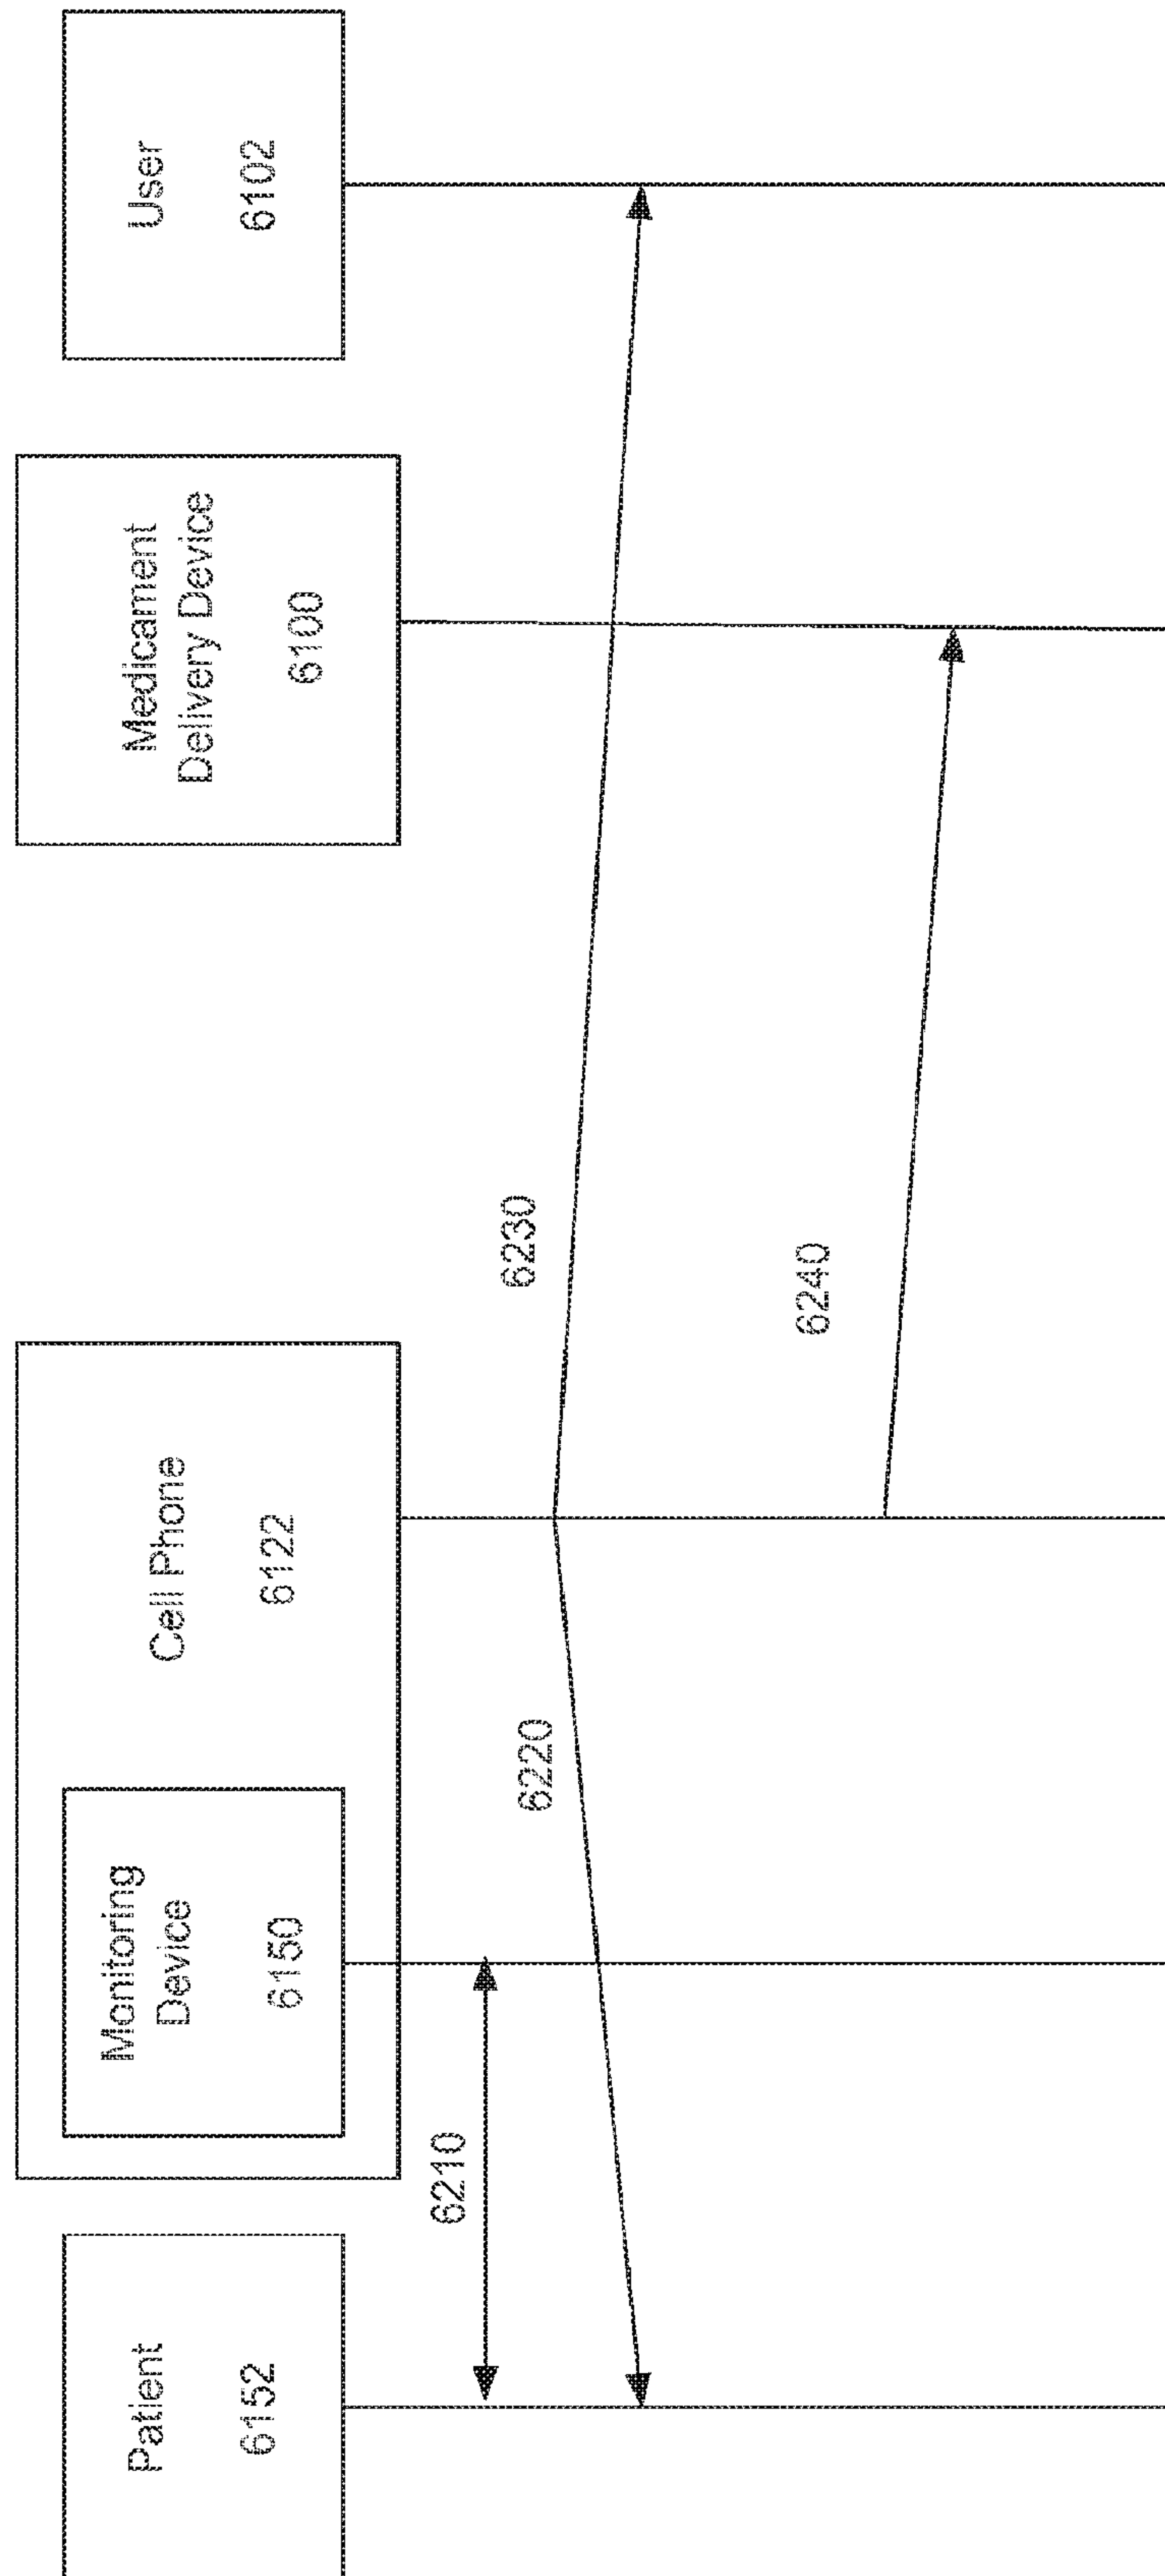 Patient
6152
Monitoring
Device
6150
Cell Phone
6122
Medicament
Delivery Device
6100
User
6102
6210
6220
6230
6240